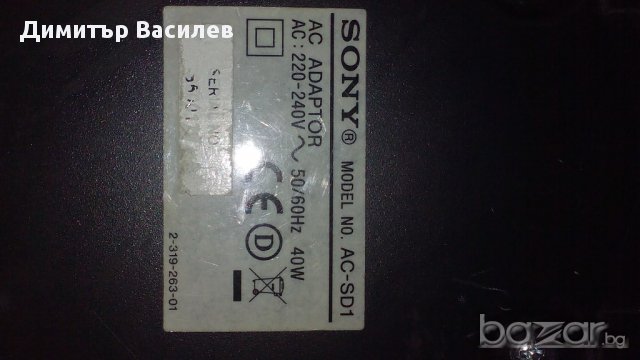 Димитър Василев
SONY® MODEL NO. AC-SD1
AC ADAPTOR
AC: 220-240V ~ 50/60Hz 40W
CE D
2-319-263-01
bazar.bg